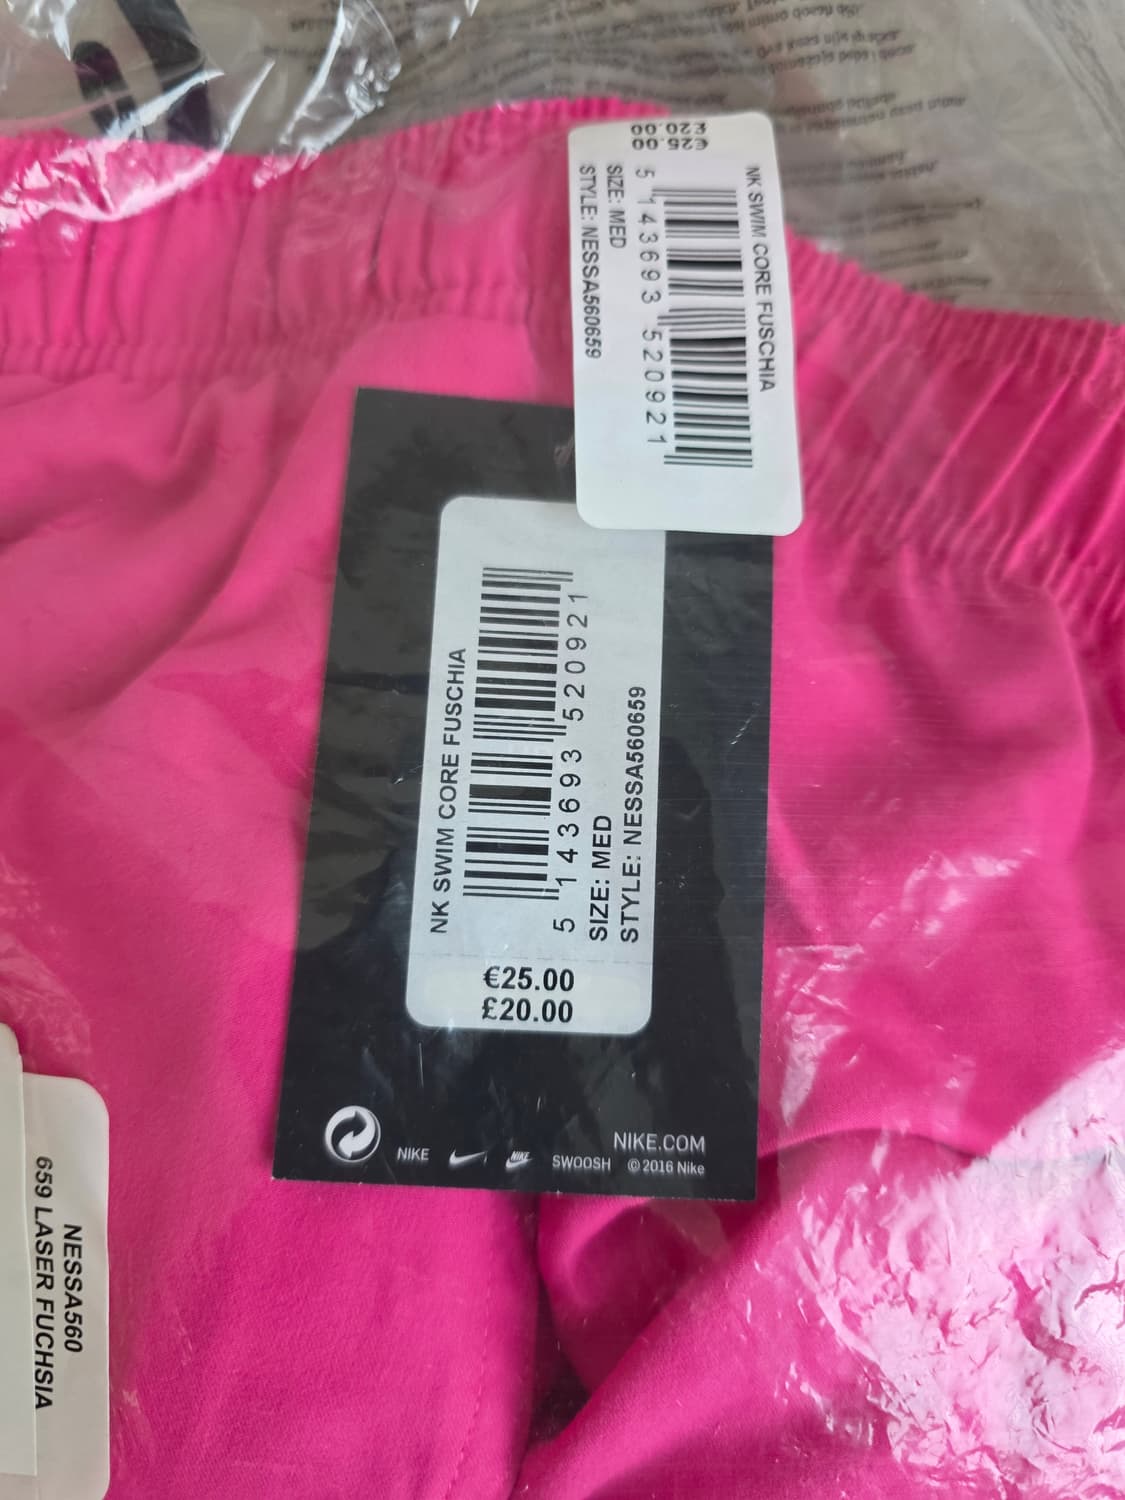 NK SWIM CORE FUSCHIA
5 143693 520921
SIZE: MED
STYLE: NESSA560659
€25.00
£20.00
NK SWIM CORE FUSCHIA
5 143693 520921
SIZE: MED
STYLE: NESSA560659
€25.00
£20.00
NIKE
NIKE
SWOOSH
NIKE.COM
© 2016 Nike
NESSA560
659 LASER FUCHSIA